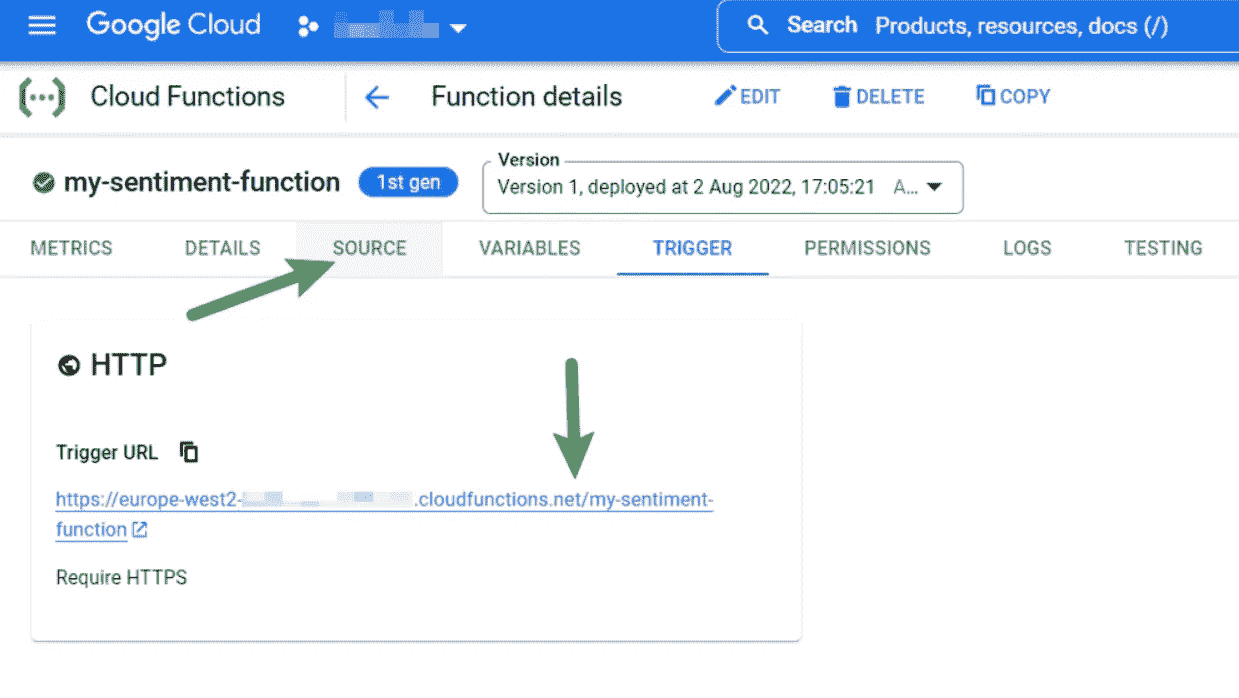 Google Cloud
Search Products, resources, docs (/)
Cloud Functions
Function details
EDIT
DELETE
COPY
my-sentiment-function
1st gen
Version
Version 1, deployed at 2 Aug 2022, 17:05:21 A...
METRICS
DETAILS
SOURCE
VARIABLES
TRIGGER
PERMISSIONS
LOGS
TESTING
HTTP
Trigger URL
https://europe-west2- .cloudfunctions.net/my-sentiment-
function
Require HTTPS